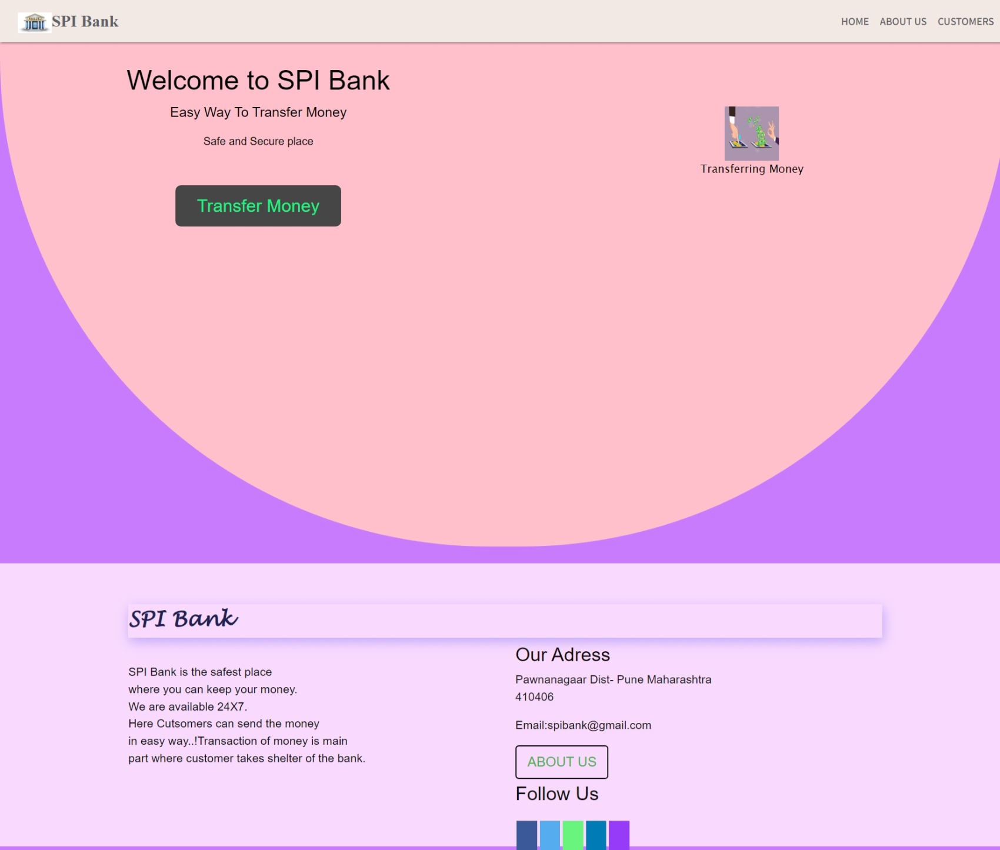 SPI Bank
HOME ABOUT US CUSTOMERS
Welcome to SPI Bank
Easy Way To Transfer Money
Safe and Secure place
Transfer Money
Transferring Money
SPI Bank
SPI Bank is the safest place
where you can keep your money.
We are available 24X7.
Here Cutsomers can send the money
in easy way..!Transaction of money is main
part where customer takes shelter of the bank.
Our Adress
Pawnanagaar Dist- Pune Maharashtra
410406
Email:spibank@gmail.com
ABOUT US
Follow Us